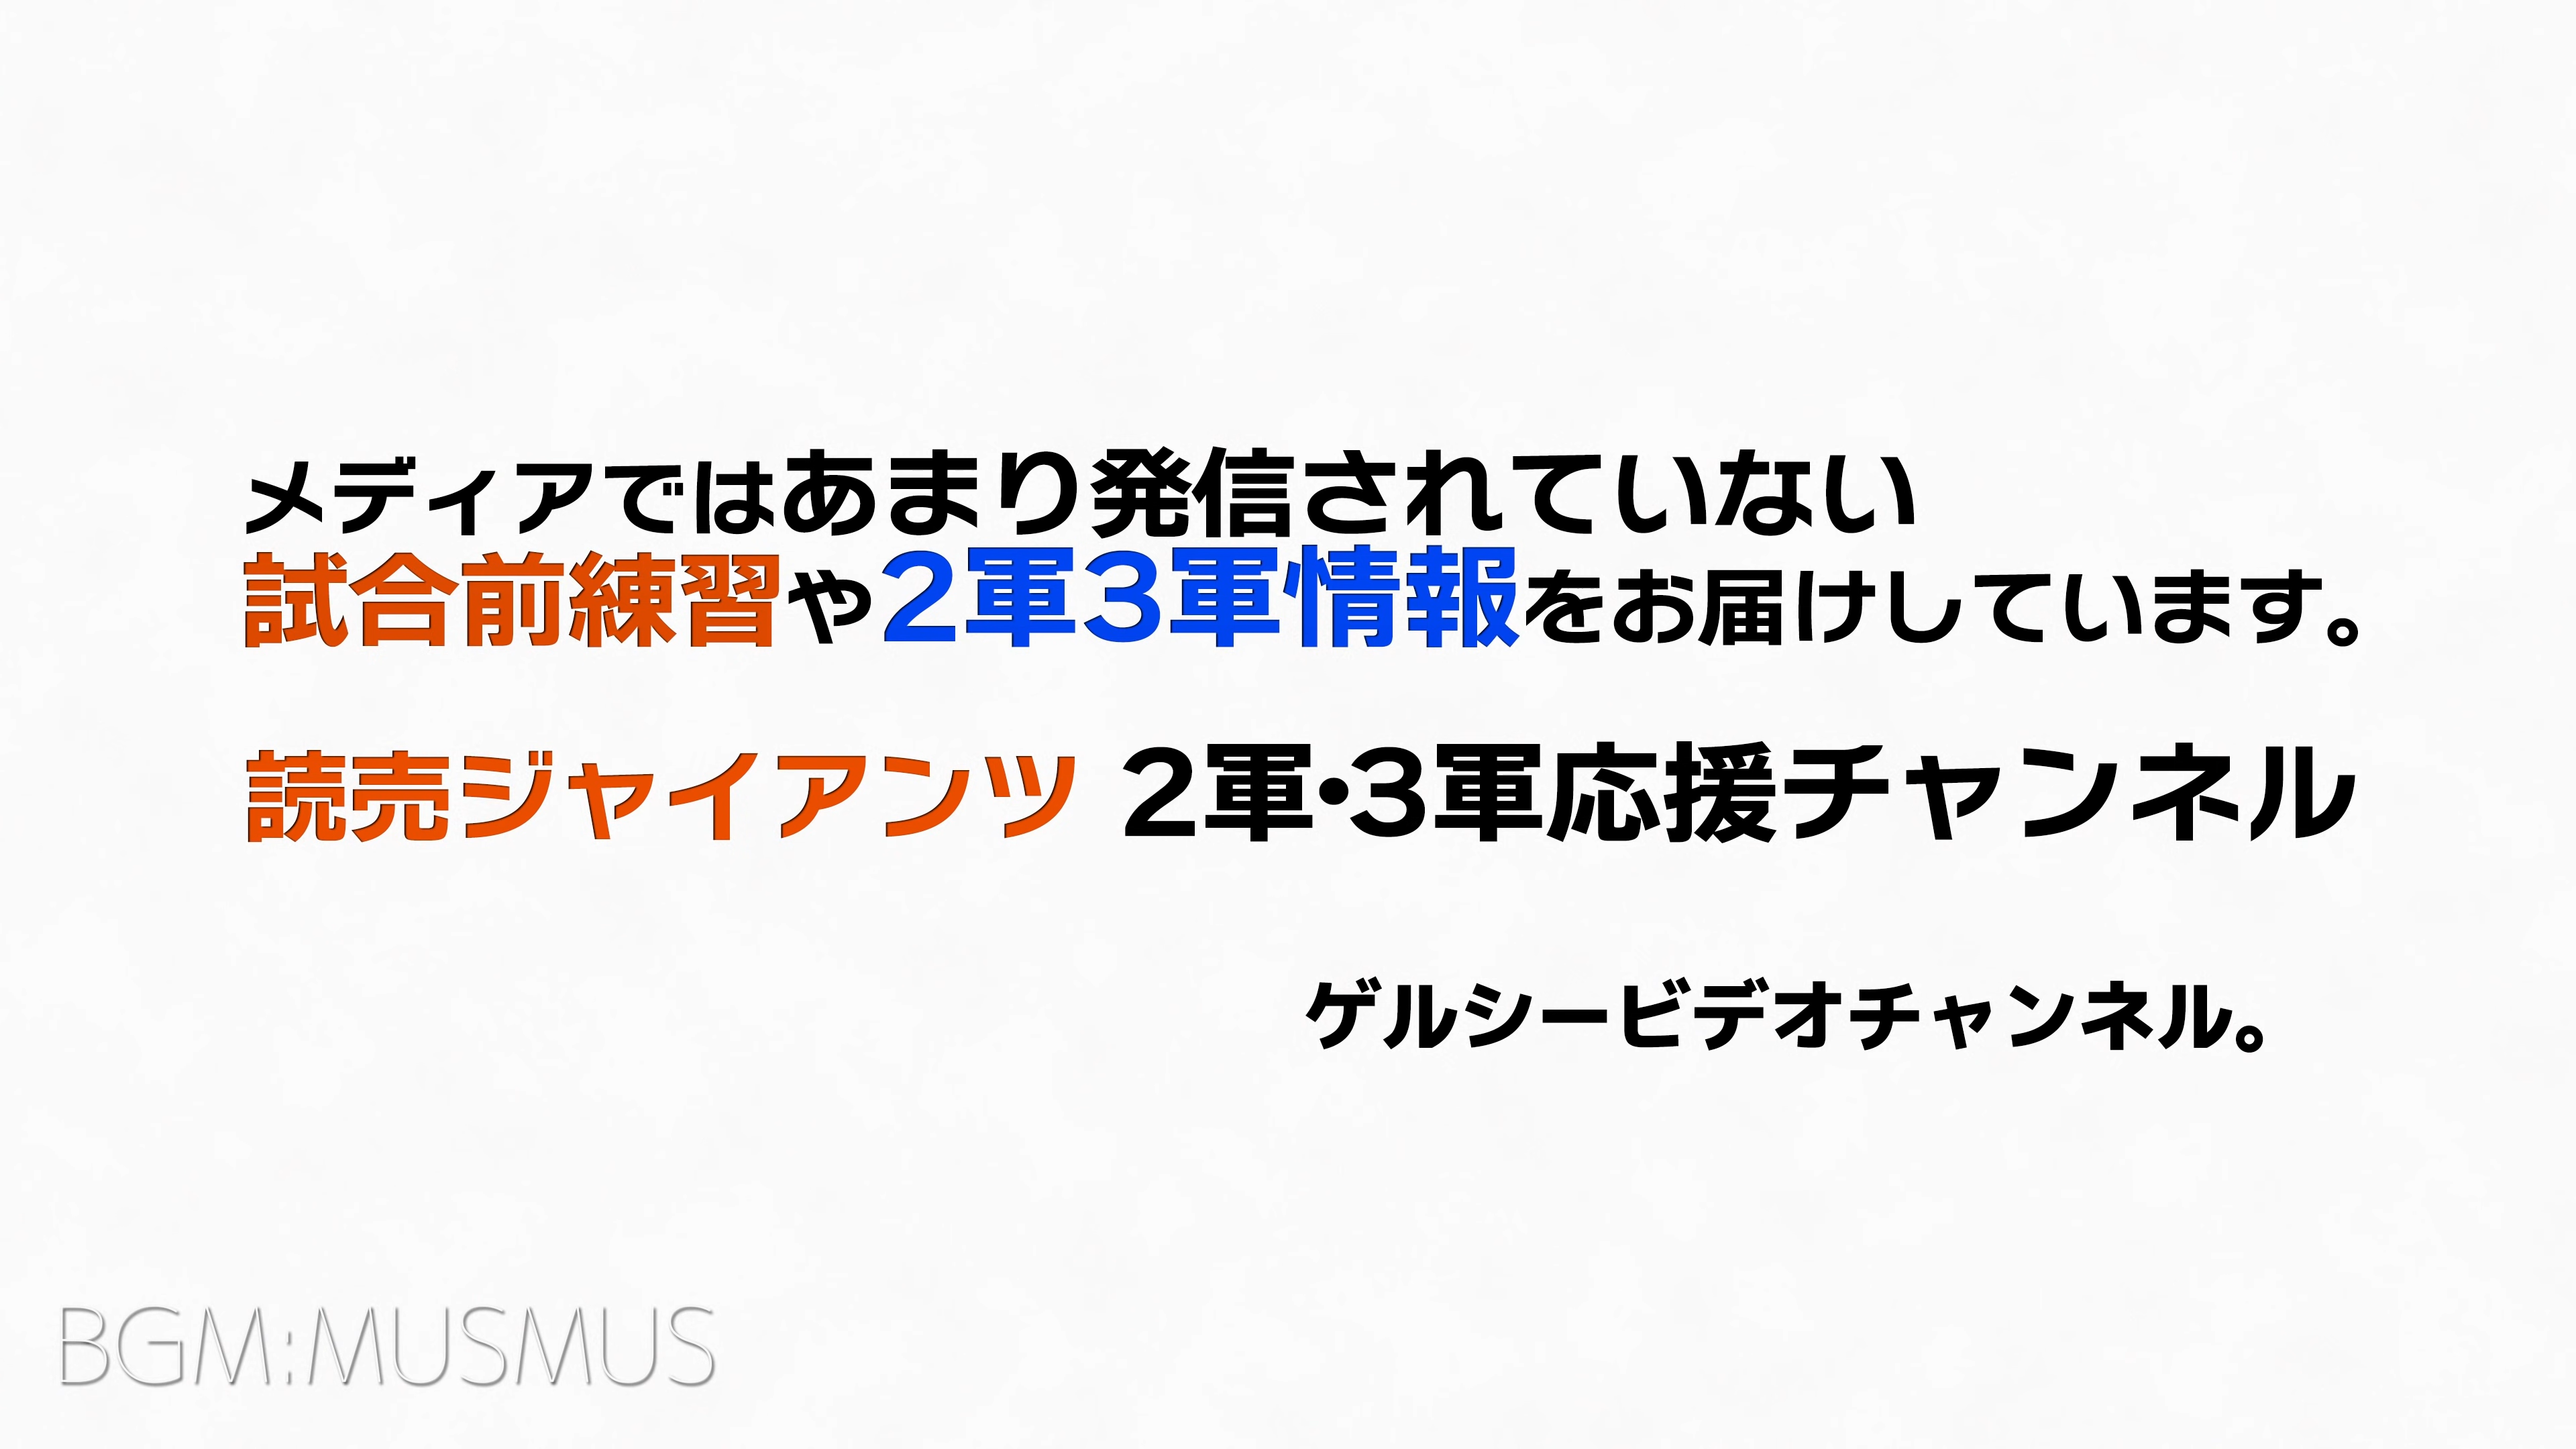 メディアではあまり発信されていない
試合前練習や2軍3軍情報をお届けしています。
読売ジャイアンツ 2軍・3軍応援チャンネル
ゲルシービデオチャンネル。
BGM:MUSMUS